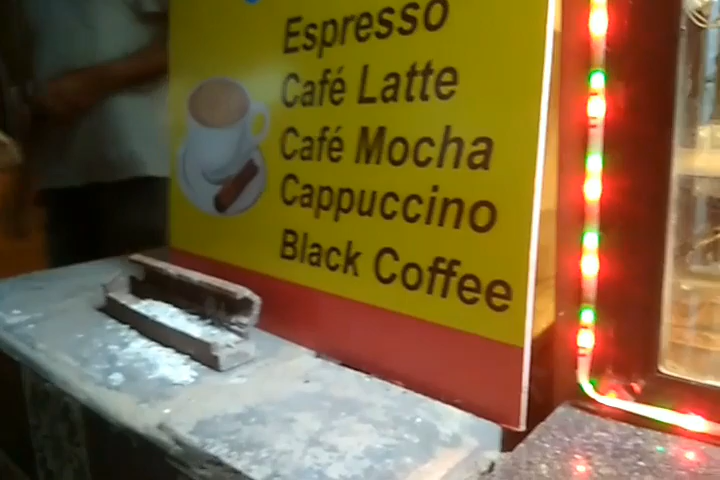 Espresso
Café Latte
Café Mocha
Cappuccino
Black Coffee